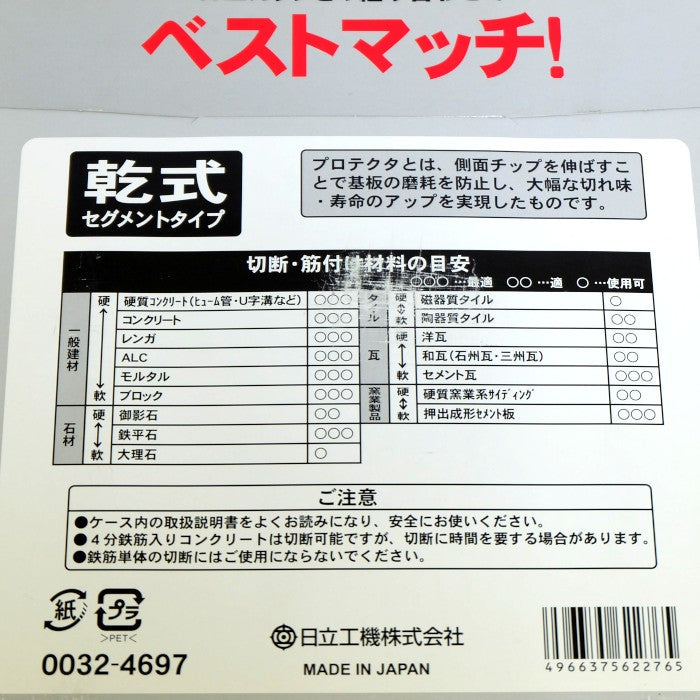 ベストマッチ!
乾式
セグメントタイプ
プロテクタとは、側面チップを伸ばすこ
とで基板の磨耗を防止し、大幅な切れ味
・寿命のアップを実現したものです。
切断・筋付け材料の目安
○○○…最適 ○○…適 ○…使用可
一般建材
硬
軟
硬質コンクリート(ヒューム管・U字溝など) ○○○
コンクリート ○○○
レンガ ○○○
ALC ○○○
モルタル ○○○
ブロック ○○○
石材
硬
軟
御影石 ○○
鉄平石 ○○○
大理石 ○
タイル
硬
軟
磁器質タイル ○
陶器質タイル ○○
瓦
硬
軟
洋瓦 ○○
和瓦(石州瓦・三州瓦) ○○
セメント瓦 ○○○
窯業製品
硬
軟
硬質窯業系サイディング ○○
押出成形セメント板 ○○○
ご注意
●ケース内の取扱説明書をよくお読みになり、安全にお使いください。
●4分鉄筋入りコンクリートは切断可能ですが、切断に時間を要する場合があります。
●鉄筋単体の切断にはご使用にならないでください。
紙
プラ
>PET<
日立工機株式会社
0032-4697
MADE IN JAPAN
4966375622765